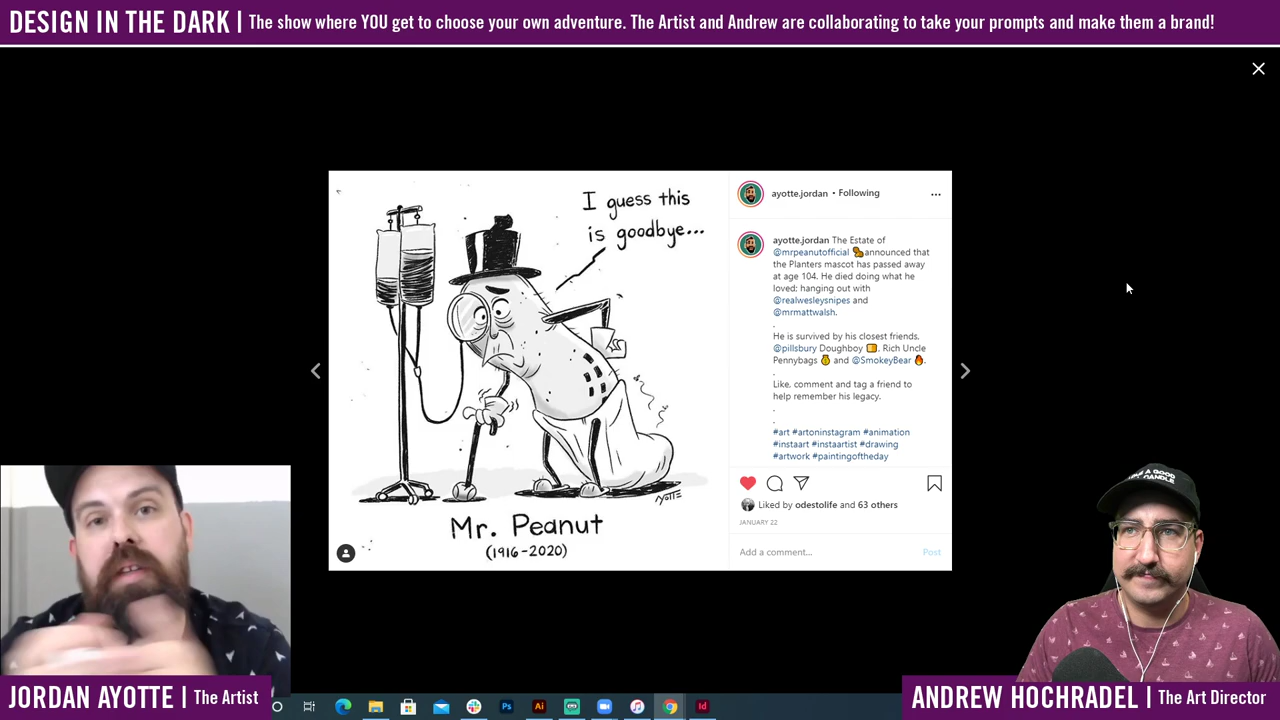 DESIGN IN THE DARK | The show where YOU get to choose your own adventure. The Artist and Andrew are collaborating to take your prompts and make them a brand!
I guess this
is goodbye...
Mr. Peanut
(1916-2020)
AYOTTE
ayotte.jordan • Following
ayotte.jordan The Estate of
@mrpeanutofficial 🥜announced that
the Planters mascot has passed away
at age 104. He died doing what he
loved: hanging out with
@realwesleysnipes and
@mrmattwalsh.
.
He is survived by his closest friends,
@pillsbury Doughboy 🍞, Rich Uncle
Pennybags 💰 and @SmokeyBear 🔥.
.
Like, comment and tag a friend to
help remember his legacy.
.
.
#art #artoninstagram #animation
#instaart #instaartist #drawing
#artwork #paintingoftheday
Liked by odestolife and 63 others
JANUARY 22
Add a comment... Post
JORDAN AYOTTE | The Artist
ANDREW HOCHRADEL | The Art Director
Ps
Ai
Id